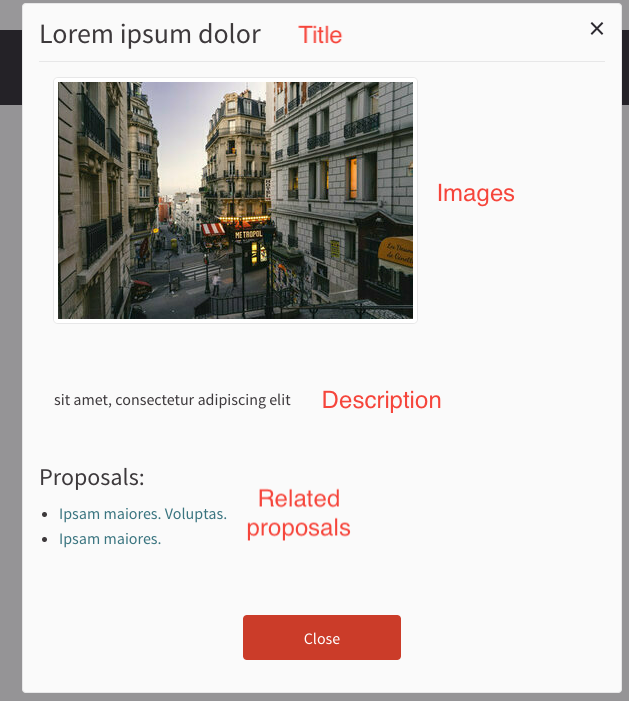 Lorem ipsum dolor Title ×
METROPOL
Images
sit amet, consectetur adipiscing elit Description
Proposals:
• Ipsam maiores. Voluptas.
• Ipsam maiores.
Related
proposals
Close